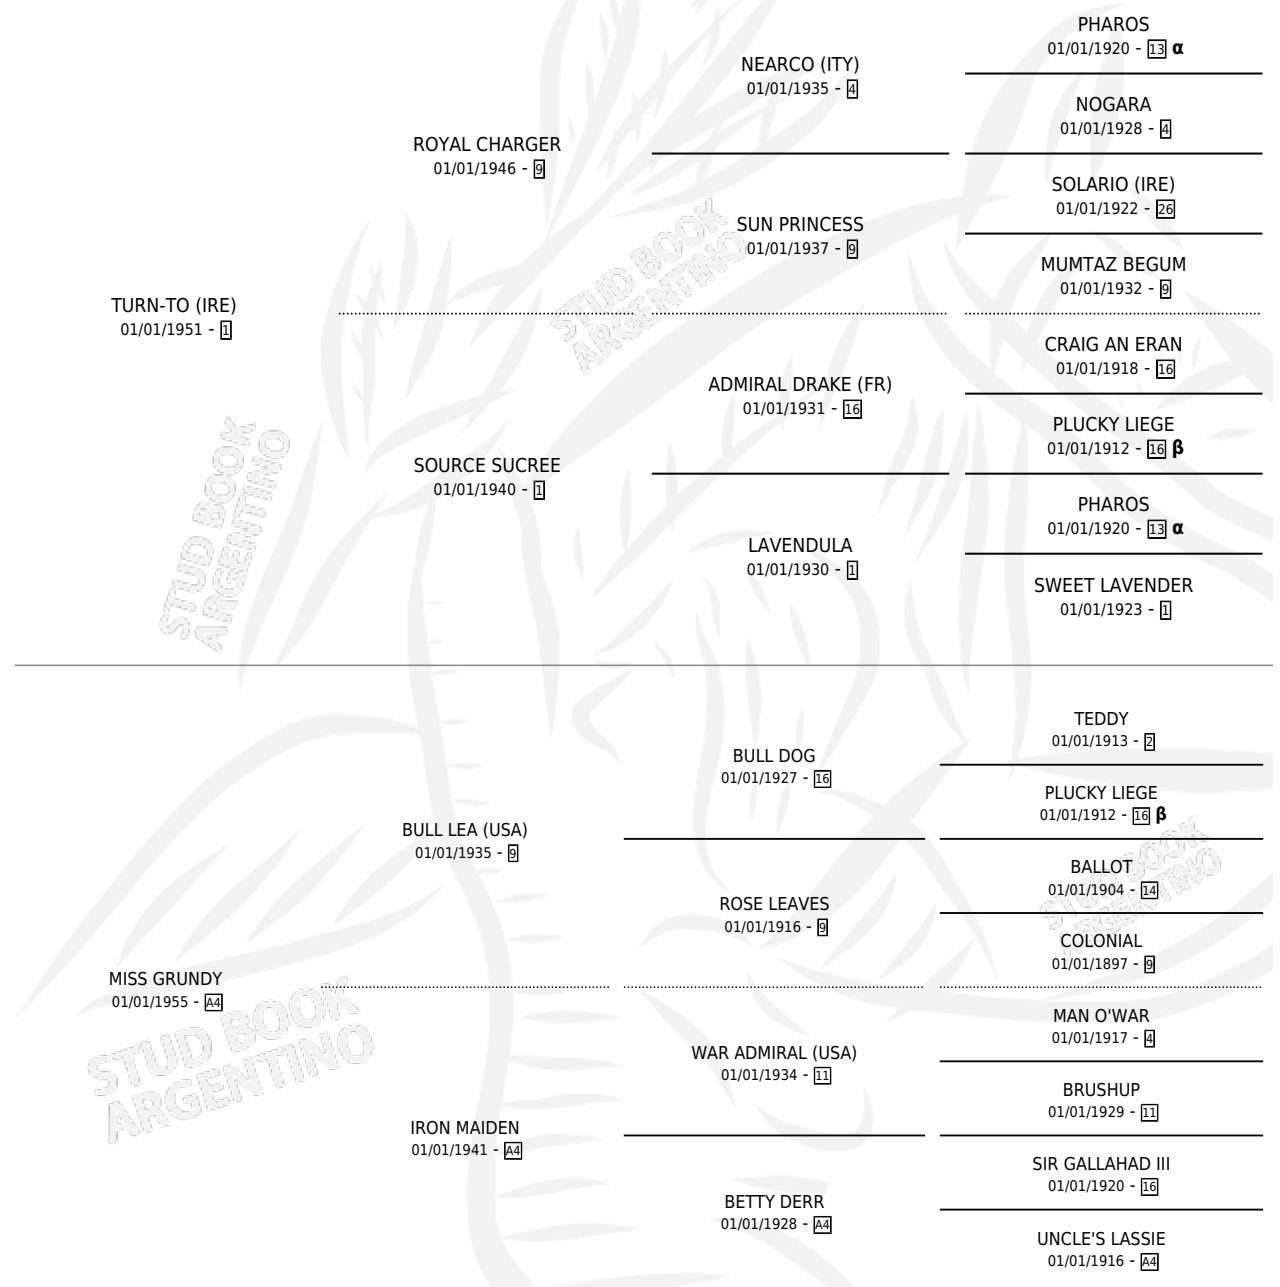 PHAROS
01/01/1920 - 13 α
NEARCO (ITY)
01/01/1935 - 4
NOGARA
01/01/1928 - 4
ROYAL CHARGER
01/01/1946 - 9
SOLARIO (IRE)
01/01/1922 - 26
SUN PRINCESS
01/01/1937 - 9
MUMTAZ BEGUM
01/01/1932 - 9
STUD BOOK
ARGENTINO
TURN-TO (IRE)
01/01/1951 - 1
CRAIG AN ERAN
01/01/1918 - 16
ADMIRAL DRAKE (FR)
01/01/1931 - 16
PLUCKY LIEGE
01/01/1912 - 16 β
SOURCE SUCREE
01/01/1940 - 1
PHAROS
01/01/1920 - 13 α
LAVENDULA
01/01/1930 - 1
SWEET LAVENDER
01/01/1923 - 1
STUD BOOK
ARGENTINO
TEDDY
01/01/1913 - 2
BULL DOG
01/01/1927 - 16
PLUCKY LIEGE
01/01/1912 - 16 β
BULL LEA (USA)
01/01/1935 - 9
BALLOT
01/01/1904 - 14
ROSE LEAVES
01/01/1916 - 9
COLONIAL
01/01/1897 - 9
STUD BOOK
ARGENTINO
MISS GRUNDY
01/01/1955 - A4
MAN O'WAR
01/01/1917 - 4
WAR ADMIRAL (USA)
01/01/1934 - 11
BRUSHUP
01/01/1929 - 11
STUD BOOK
ARGENTINO
IRON MAIDEN
01/01/1941 - A4
SIR GALLAHAD III
01/01/1920 - 16
BETTY DERR
01/01/1928 - A4
UNCLE'S LASSIE
01/01/1916 - A4